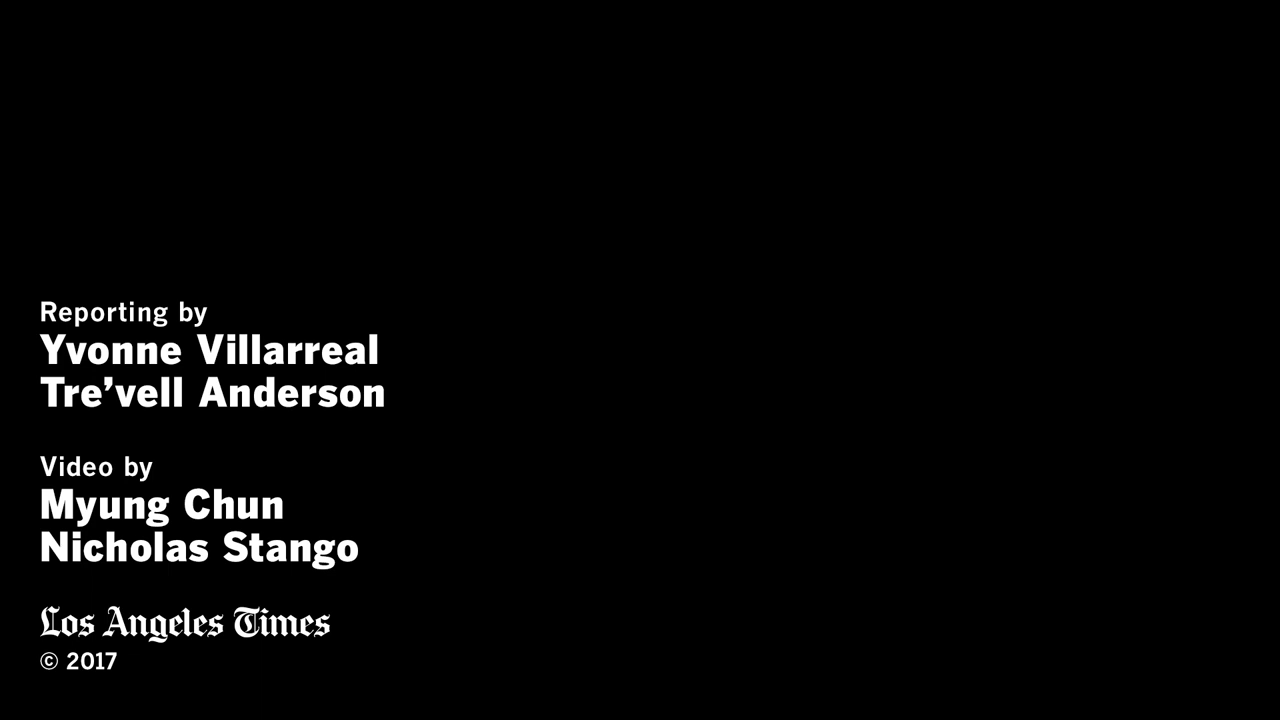 Reporting by
Yvonne Villarreal
Tre’vell Anderson
Video by
Myung Chun
Nicholas Stango
Los Angeles Times
© 2017